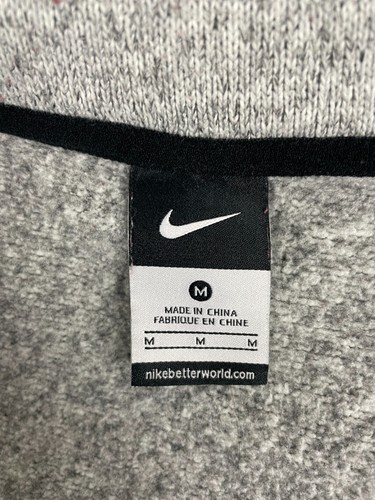 M
MADE IN CHINA
FABRIQUE EN CHINE
M M M
nikebetterworld.com